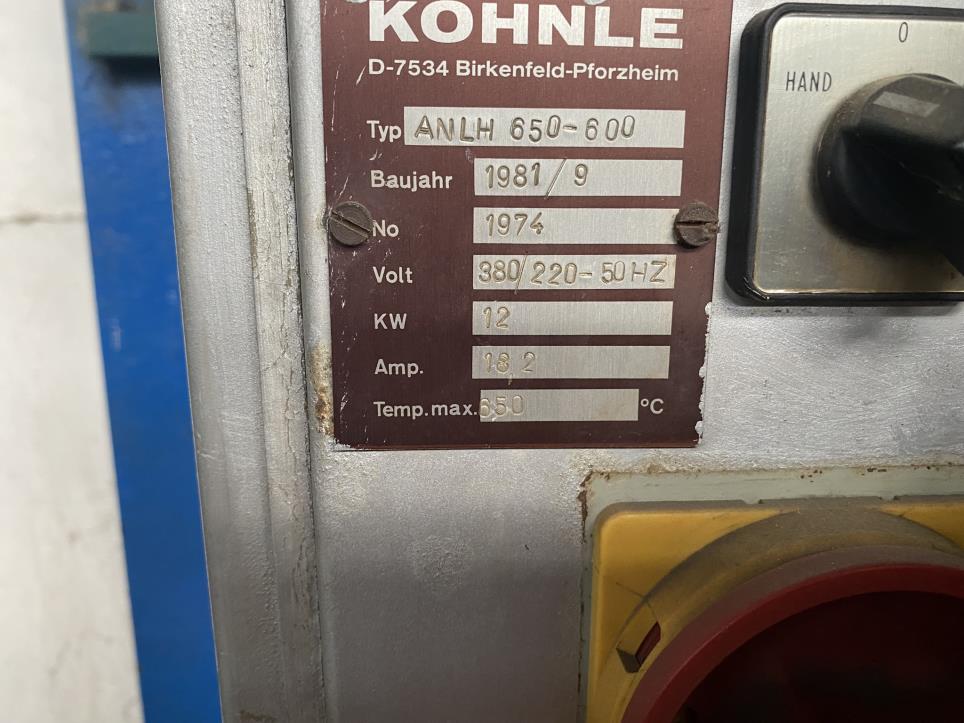 KOHNLE
D-7534 Birkenfeld-Pforzheim
Typ ANLH 650-600
Baujahr 1981/9
No 1974
Volt 380/220-50HZ
KW 12
Amp. 18,2
Temp.max. 650 °C
0
HAND